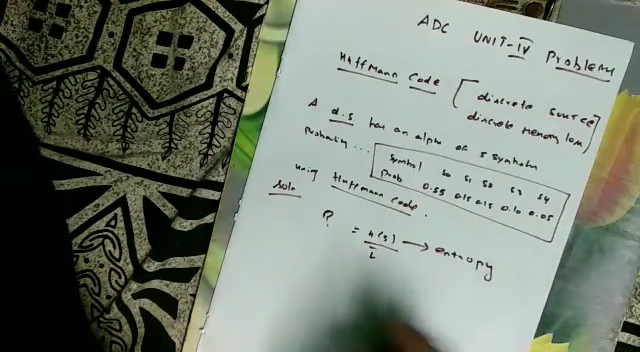 ADC UNIT-IV Problem
Huffmann Code [discrete source
discrete memory less]
A d.s has an alpha of 5 symbols
probability...
Symbol s0 s1 s2 s3 s4
prob 0.55 0.15 0.15 0.10 0.05
using Huffmann Code.
Soln
? = H(s) → entropy
L